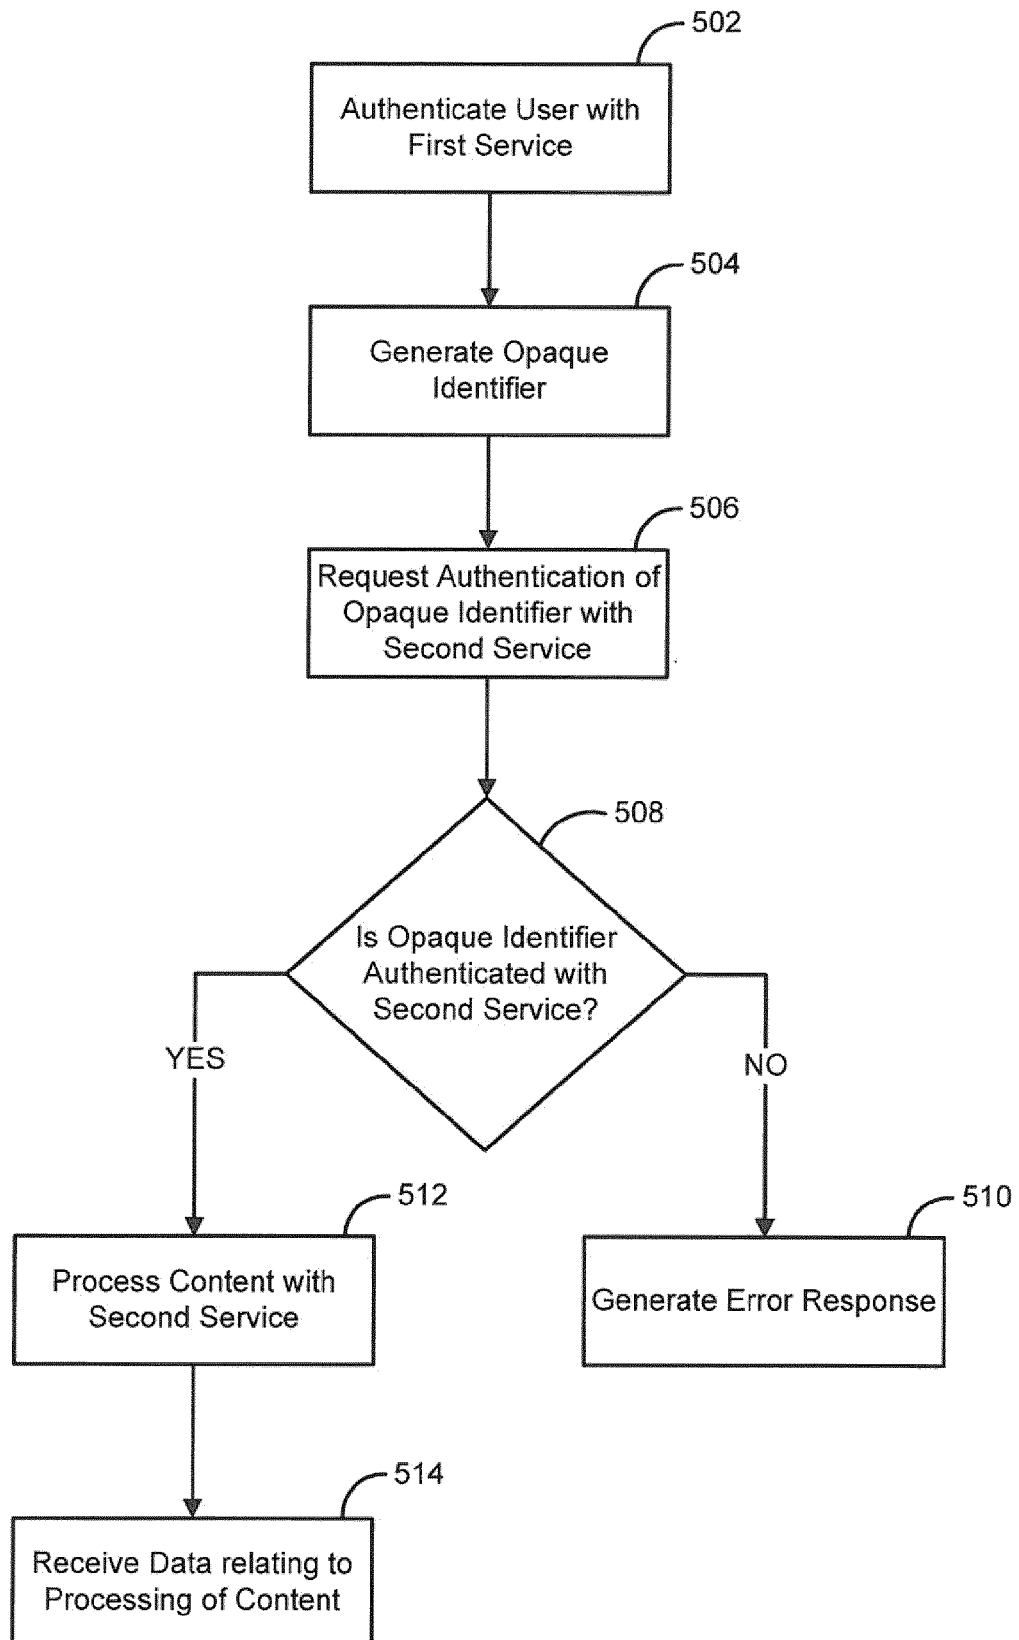 502
Authenticate User with
First Service
504
Generate Opaque
Identifier
506
Request Authentication of
Opaque Identifier with
Second Service
508
Is Opaque Identifier
Authenticated with
Second Service?
YES
NO
512
Process Content with
Second Service
510
Generate Error Response
514
Receive Data relating to
Processing of Content